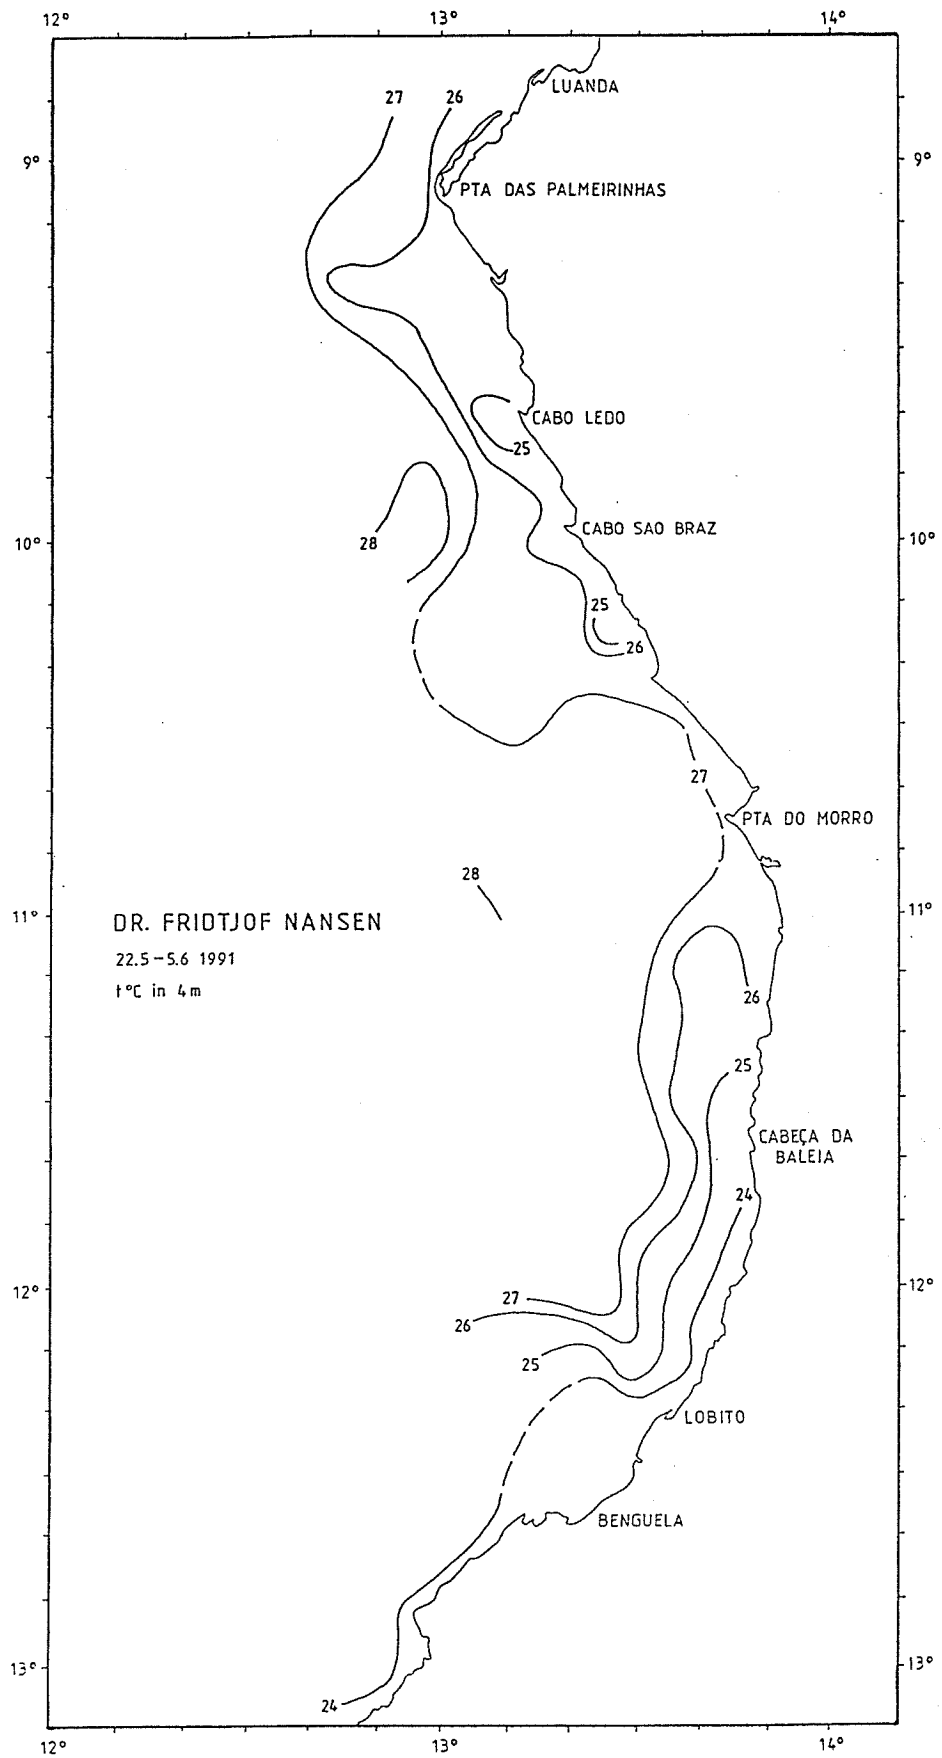 12° 13° 14°
27 26
LUANDA
9° 9°
PTA DAS PALMEIRINHAS
CABO LEDO
25
CABO SAO BRAZ
28
10° 10°
25
26
27
PTA DO MORRO
28
11° 11°
DR. FRIDTJOF NANSEN
22.5-5.6 1991
t°C in 4m
26
25
CABEÇA DA
BALEIA
24
12° 12°
27
26
25
LOBITO
BENGUELA
13° 13°
24
12° 13° 14°